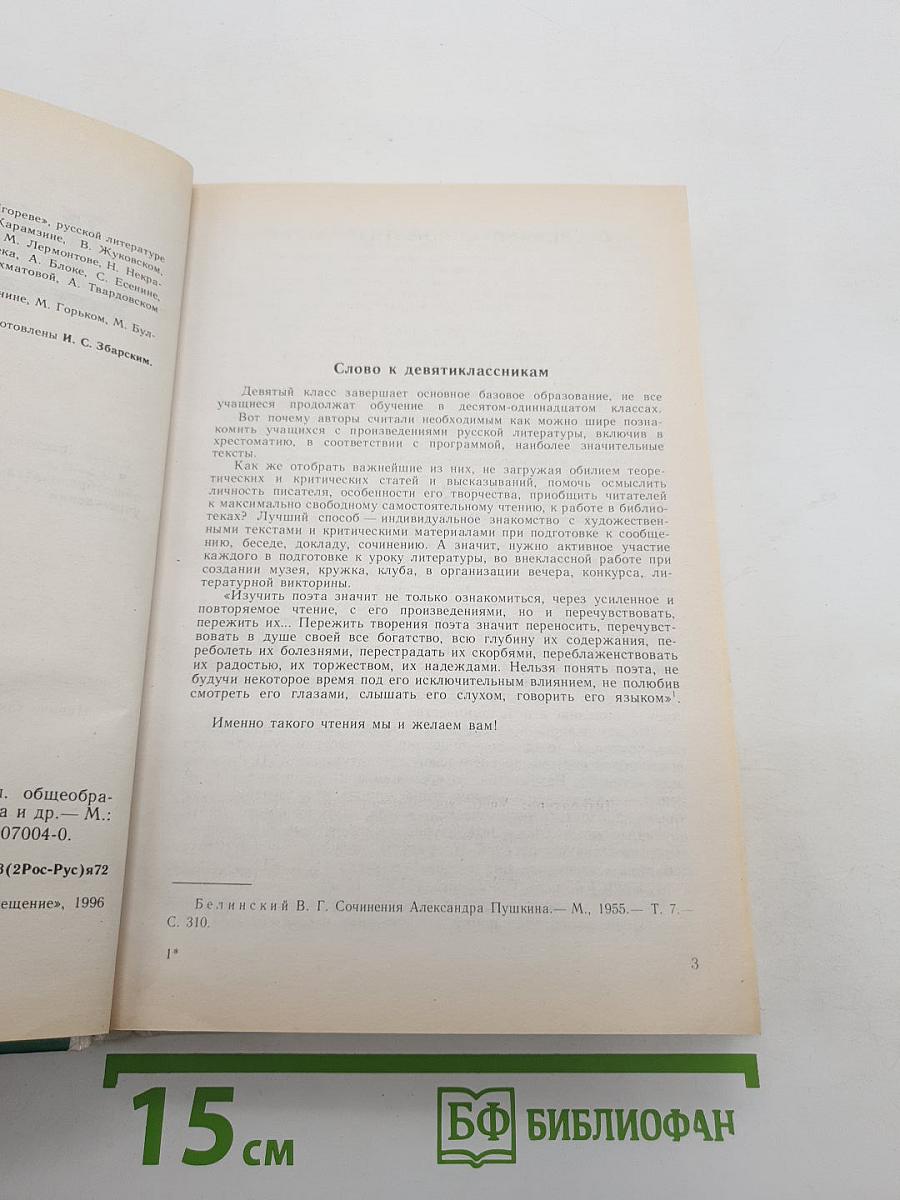 гореве», русской литературе
Карамзине, В. Жуковском,
М. Лермонтове, Н. Некра-
ека, А. Блоке, С. Есенине,
хматовой, А. Твардовском
нине, М. Горьком, М. Бул-
отовлены И. С. Збарским.
общеобра-
а и др.— М.:
07004-0.
(2Рос-Рус)я72
ещение», 1996
Слово к девятиклассникам
Девятый класс завершает основное базовое образование, не все
учащиеся продолжат обучение в десятом-одиннадцатом классах.
Вот почему авторы считали необходимым как можно шире позна-
комить учащихся с произведениями русской литературы, включив в
хрестоматию, в соответствии с программой, наиболее значительные
тексты.
Как же отобрать важнейшие из них, не загружая обилием теоре-
тических и критических статей и высказываний, помочь осмыслить
личность писателя, особенности его творчества, приобщить читателей
к максимально свободному самостоятельному чтению, к работе в библио-
теках? Лучший способ — индивидуальное знакомство с художествен-
ными текстами и критическими материалами при подготовке к сообще-
нию, беседе, докладу, сочинению. А значит, нужно активное участие
каждого в подготовке к уроку литературы, во внеклассной работе при
создании музея, кружка, клуба, в организации вечера, конкурса, ли-
тературной викторины.
«Изучить поэта значит не только ознакомиться, через усиленное и
повторяемое чтение, с его произведениями, но и перечувствовать,
пережить их... Пережить творения поэта значит переносить, перечувст-
вовать в душе своей все богатство, всю глубину их содержания, пе-
реболеть их болезнями, перестрадать их скорбями, переблаженствовать
их радостью, их торжеством, их надеждами. Нельзя понять поэта, не
будучи некоторое время под его исключительным влиянием, не полюбив
смотреть его глазами, слышать его слухом, говорить его языком»¹.
Именно такого чтения мы и желаем вам!
Белинский В. Г. Сочинения Александра Пушкина.— М., 1955.— Т. 7.—
С. 310.
1*
3
15 см
БФ БИБЛИОФАН